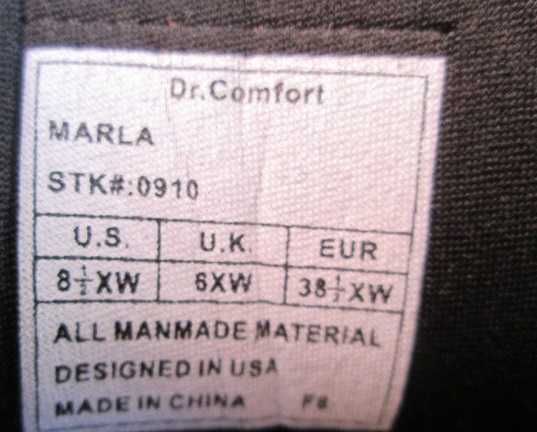 Dr.Comfort
MARLA
STK#:0910
U.S. U.K. EUR
8½XW 6XW 38½XW
ALL MANMADE MATERIAL
DESIGNED IN USA
MADE IN CHINA F8